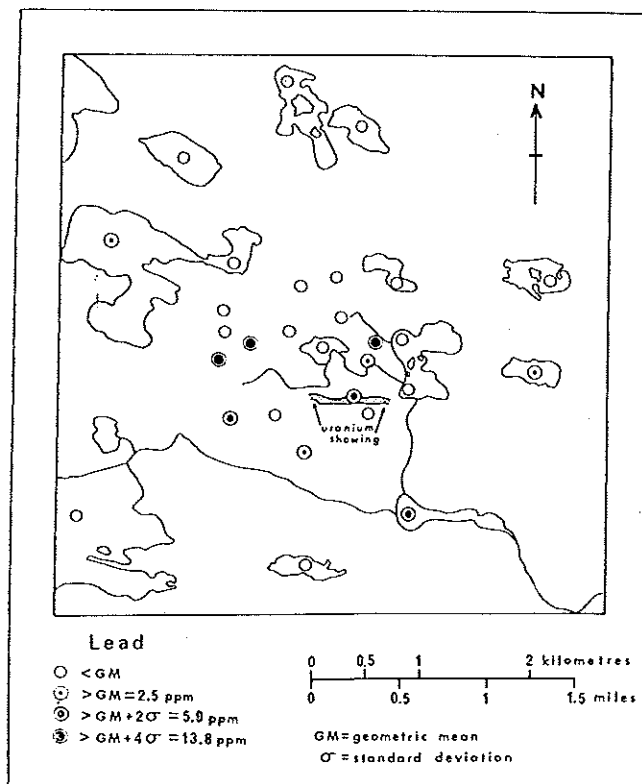 N
uranium
showing
Lead
<GM
>GM=2.5 ppm
>GM+2σ=5.9 ppm
>GM+4σ=13.8 ppm
0 0,5 1 2 kilometres
0 0.5 1 1.5 miles
GM=geometric mean
σ=standard deviation